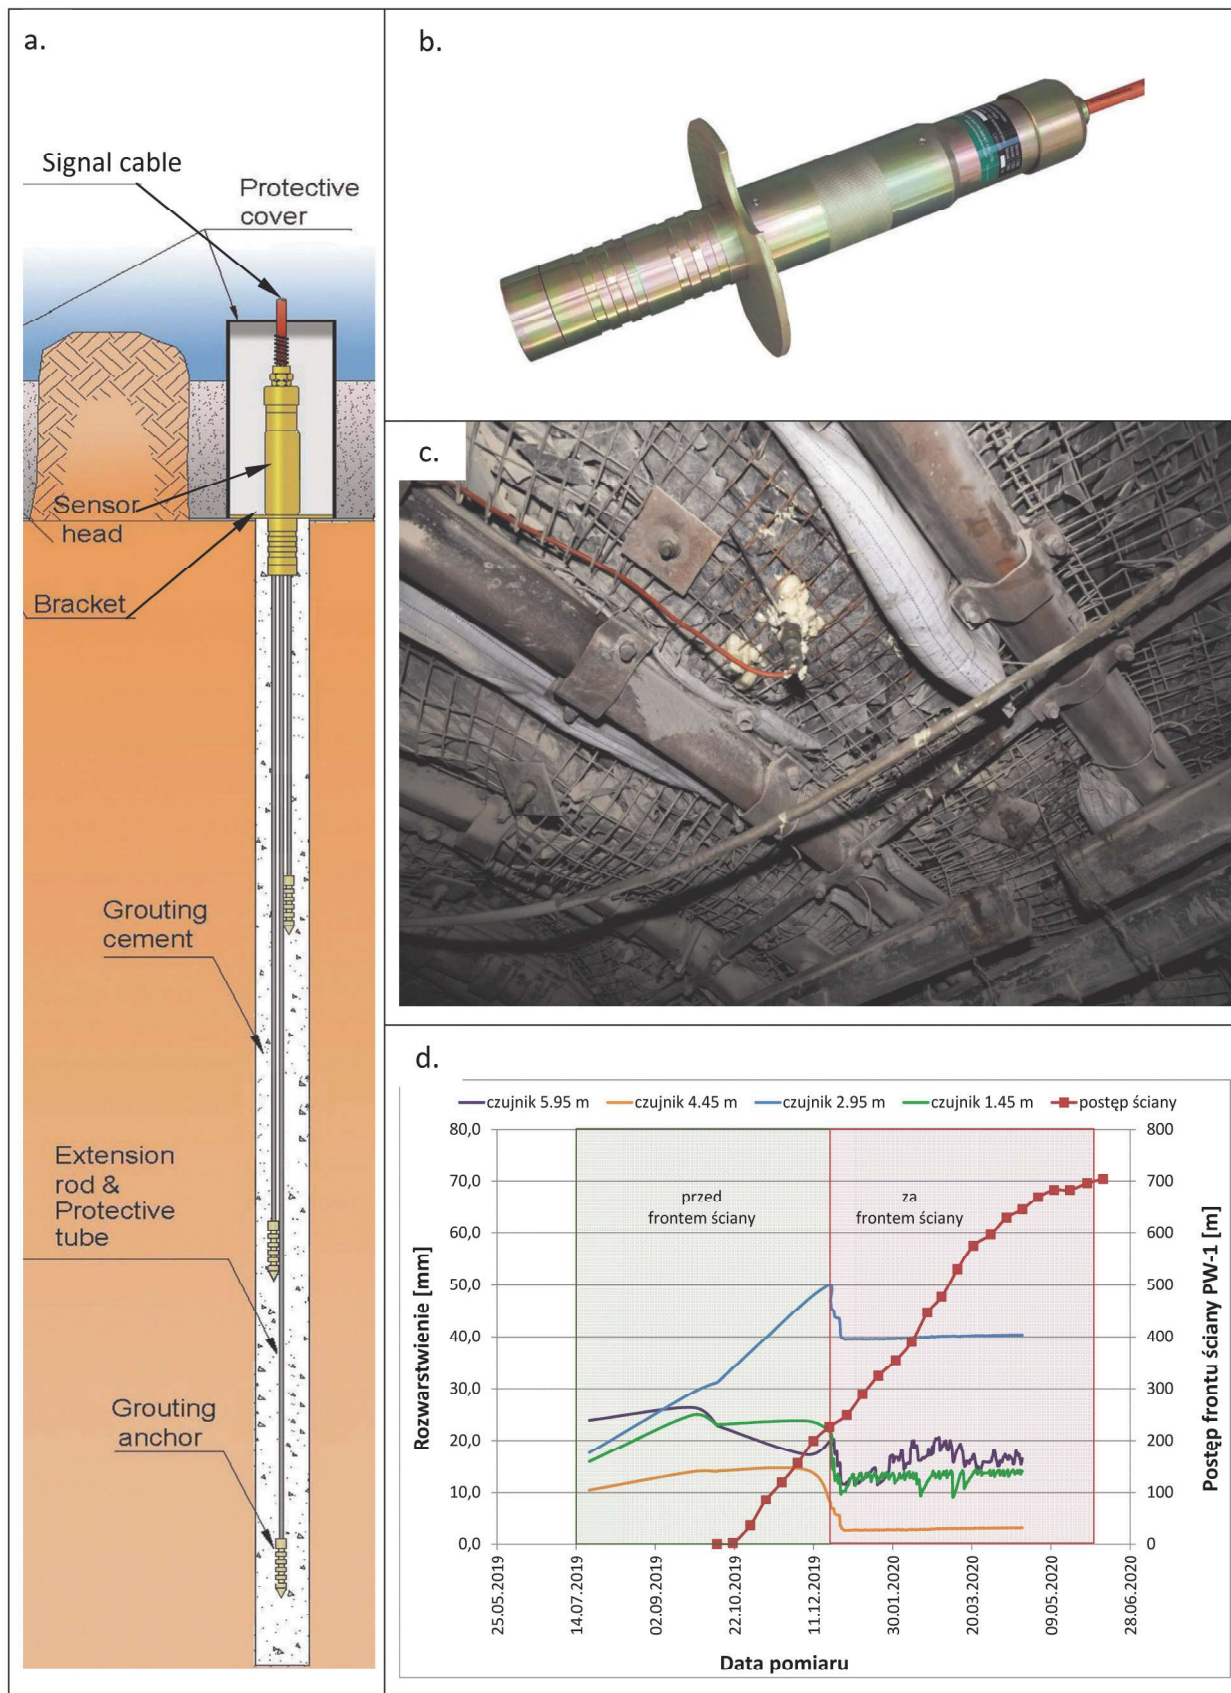 a.
Signal cable
Protective
cover
Sensor
head
Bracket
Grouting
cement
Extension
rod &
Protective
tube
Grouting
anchor
b.
c.
d.
czujnik 5.95 m
czujnik 4.45 m
czujnik 2.95 m
czujnik 1.45 m
postęp ściany
przed
frontem ściany
za
frontem ściany
Rozwarstwienie [mm]
80,0
70,0
60,0
50,0
40,0
30,0
20,0
10,0
0,0
Postęp frontu ściany PW-1 [m]
800
700
600
500
400
300
200
100
0
25.05.2019
14.07.2019
02.09.2019
22.10.2019
11.12.2019
30.01.2020
20.03.2020
09.05.2020
28.06.2020
Data pomiaru